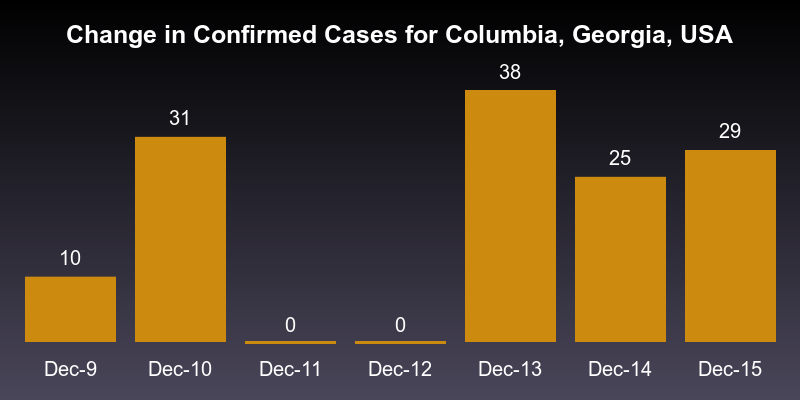 Change in Confirmed Cases for Columbia, Georgia, USA
10
31
0
0
38
25
29
Dec-9
Dec-10
Dec-11
Dec-12
Dec-13
Dec-14
Dec-15